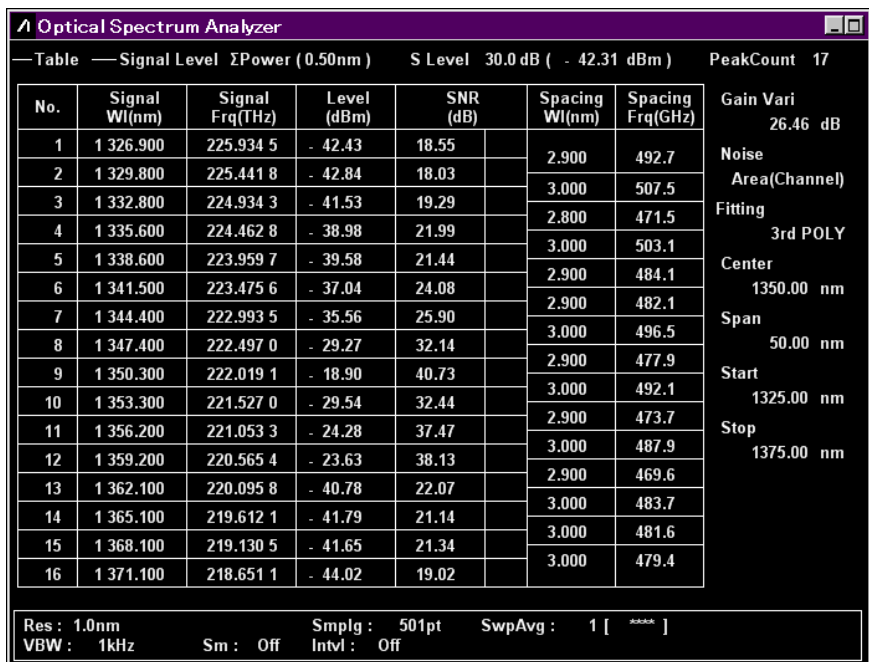 Optical Spectrum Analyzer
Table Signal Level ΣPower ( 0.50nm ) S Level 30.0 dB ( - 42.31 dBm ) PeakCount 17
No. Signal Wl(nm) Signal Frq(THz) Level (dBm) SNR (dB) Spacing Wl(nm) Spacing Frq(GHz)
1 1 326.900 225.934 5 - 42.43 18.55
2.900 492.7
2 1 329.800 225.441 8 - 42.84 18.03
3.000 507.5
3 1 332.800 224.934 3 - 41.53 19.29
2.800 471.5
4 1 335.600 224.462 8 - 38.98 21.99
3.000 503.1
5 1 338.600 223.959 7 - 39.58 21.44
2.900 484.1
6 1 341.500 223.475 6 - 37.04 24.08
2.900 482.1
7 1 344.400 222.993 5 - 35.56 25.90
3.000 496.5
8 1 347.400 222.497 0 - 29.27 32.14
2.900 477.9
9 1 350.300 222.019 1 - 18.90 40.73
3.000 492.1
10 1 353.300 221.527 0 - 29.54 32.44
2.900 473.7
11 1 356.200 221.053 3 - 24.28 37.47
3.000 487.9
12 1 359.200 220.565 4 - 23.63 38.13
2.900 469.6
13 1 362.100 220.095 8 - 40.78 22.07
3.000 483.7
14 1 365.100 219.612 1 - 41.79 21.14
3.000 481.6
15 1 368.100 219.130 5 - 41.65 21.34
3.000 479.4
16 1 371.100 218.651 1 - 44.02 19.02
Gain Vari
26.46 dB
Noise
Area(Channel)
Fitting
3rd POLY
Center
1350.00 nm
Span
50.00 nm
Start
1325.00 nm
Stop
1375.00 nm
Res : 1.0nm Smplg : 501pt SwpAvg : 1 [ **** ]
VBW : 1kHz Sm : Off Intvl : Off